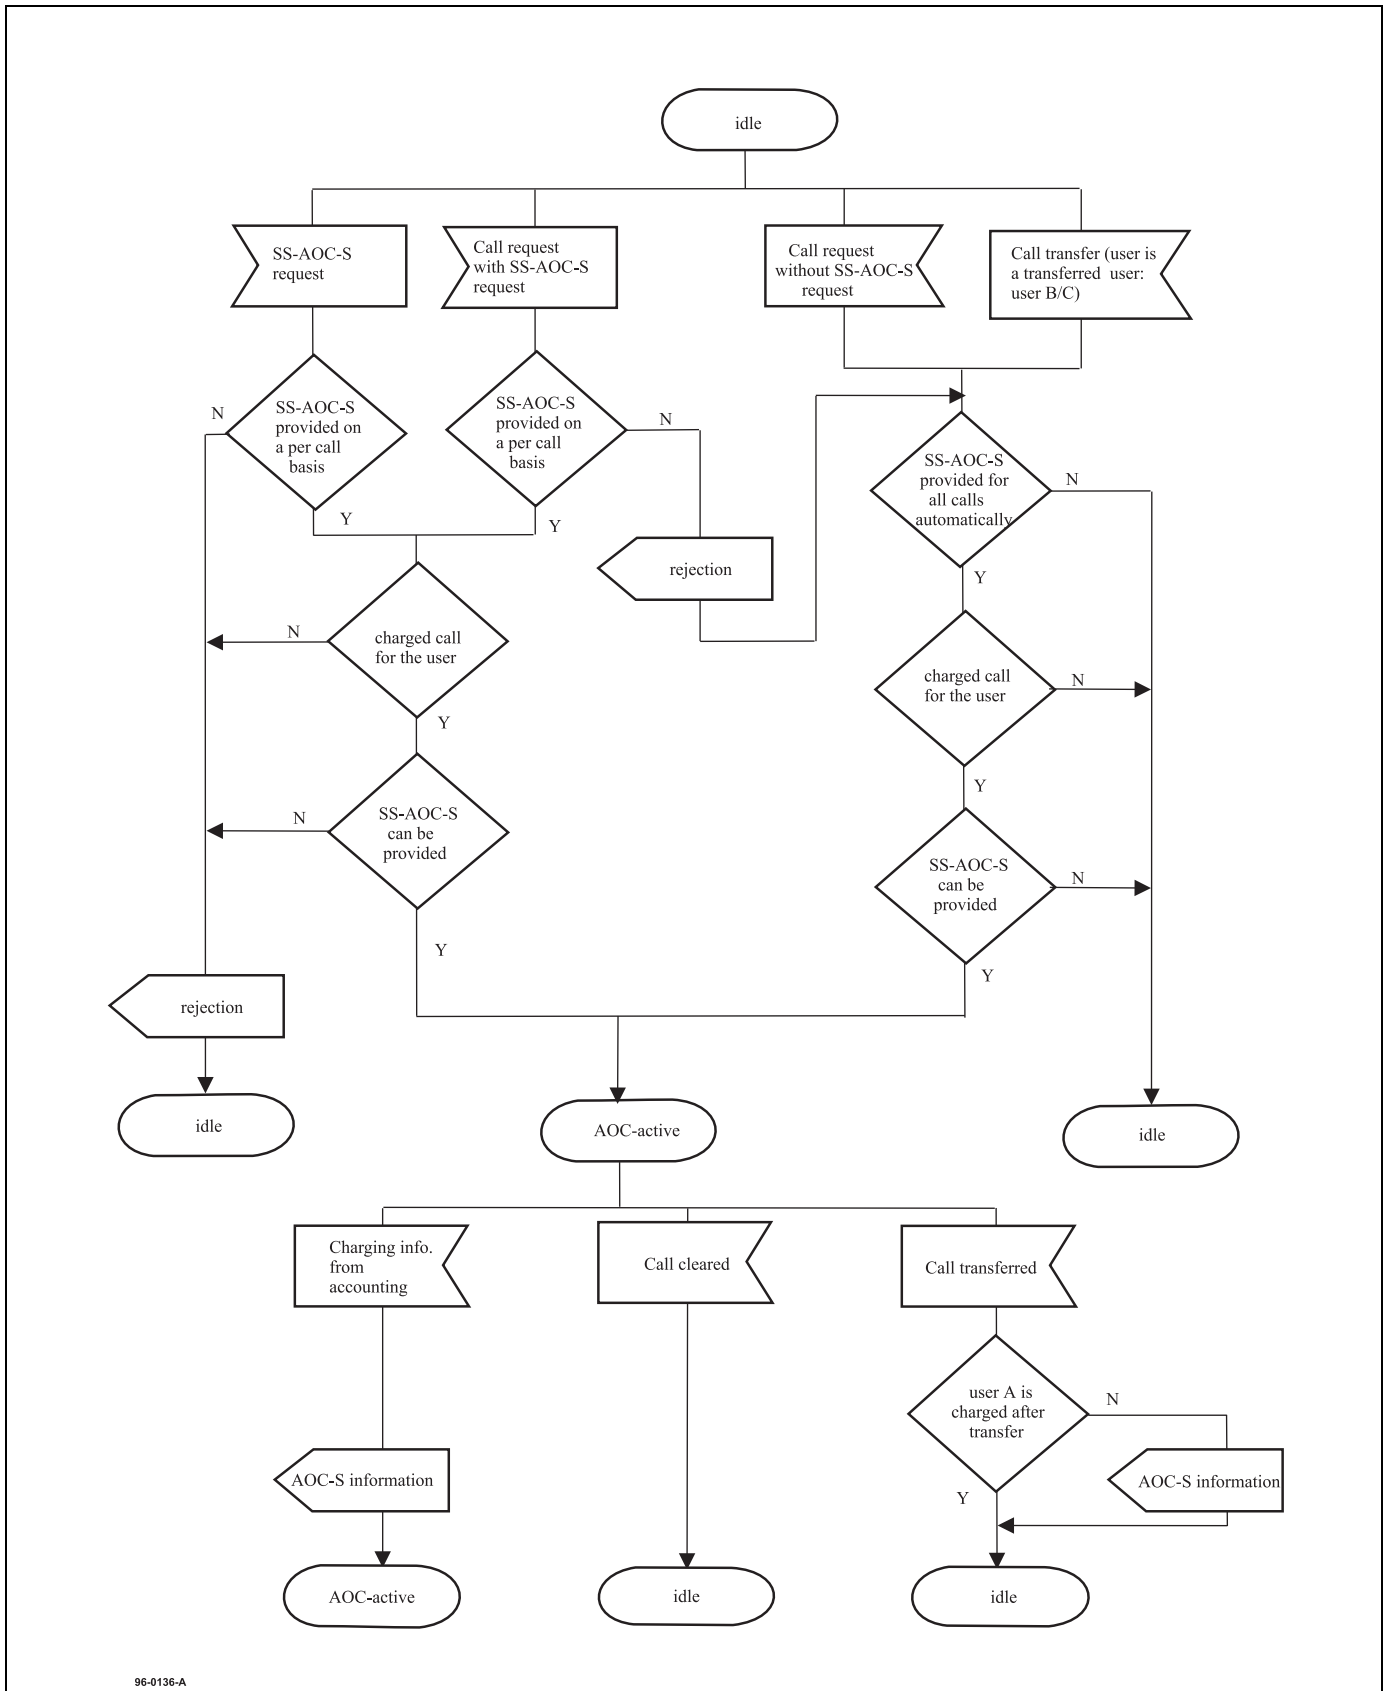 idle
SS-AOC-S
request
Call request
with SS-AOC-S
request
Call request
without SS-AOC-S
request
Call transfer (user is
a transferred user:
user B/C)
N
SS-AOC-S
provided on
a per call
basis
Y
SS-AOC-S
provided on
a per call
basis
N
Y
rejection
SS-AOC-S
provided for
all calls
automatically
N
Y
N
charged call
for the user
Y
charged call
for the user
N
Y
N
SS-AOC-S
can be
provided
Y
SS-AOC-S
can be
provided
N
Y
rejection
idle
AOC-active
idle
Charging info.
from
accounting
Call cleared
Call transferred
user A is
charged after
transfer
N
Y
AOC-S information
AOC-S information
AOC-active
idle
idle
96-0136-A